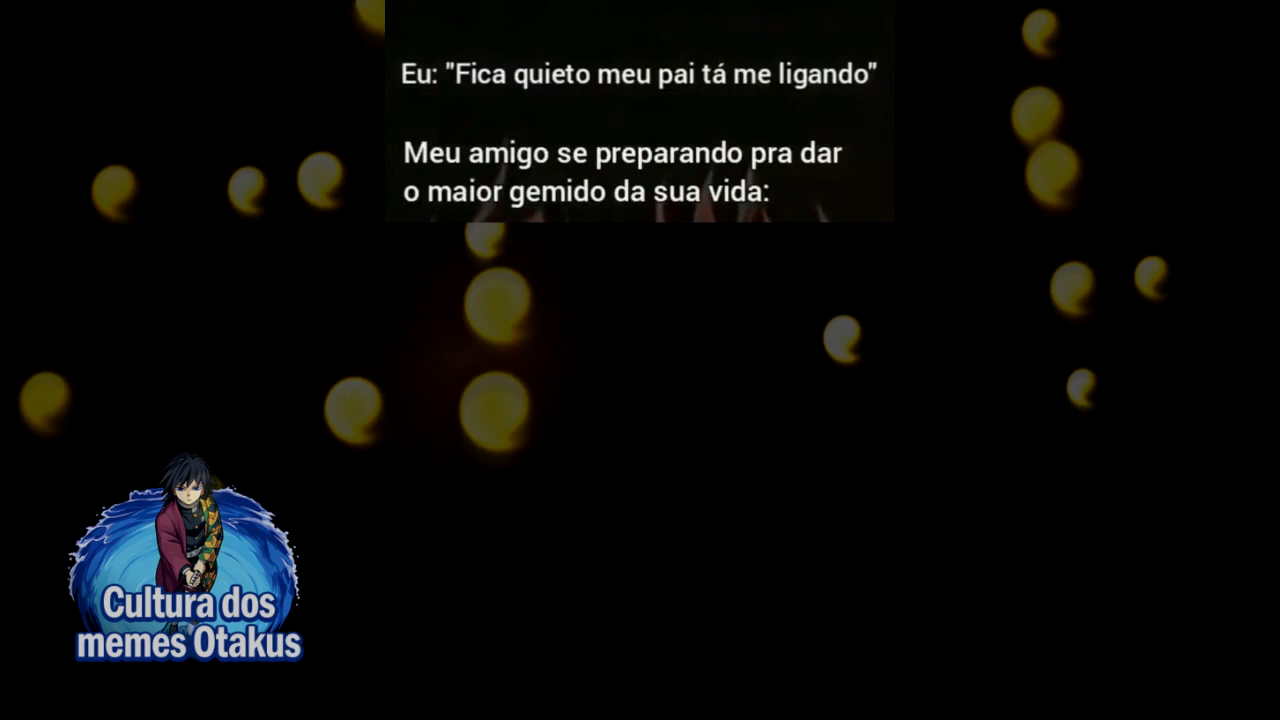 Eu: "Fica quieto meu pai tá me ligando"
Meu amigo se preparando pra dar
o maior gemido da sua vida:
Cultura dos
memes Otakus